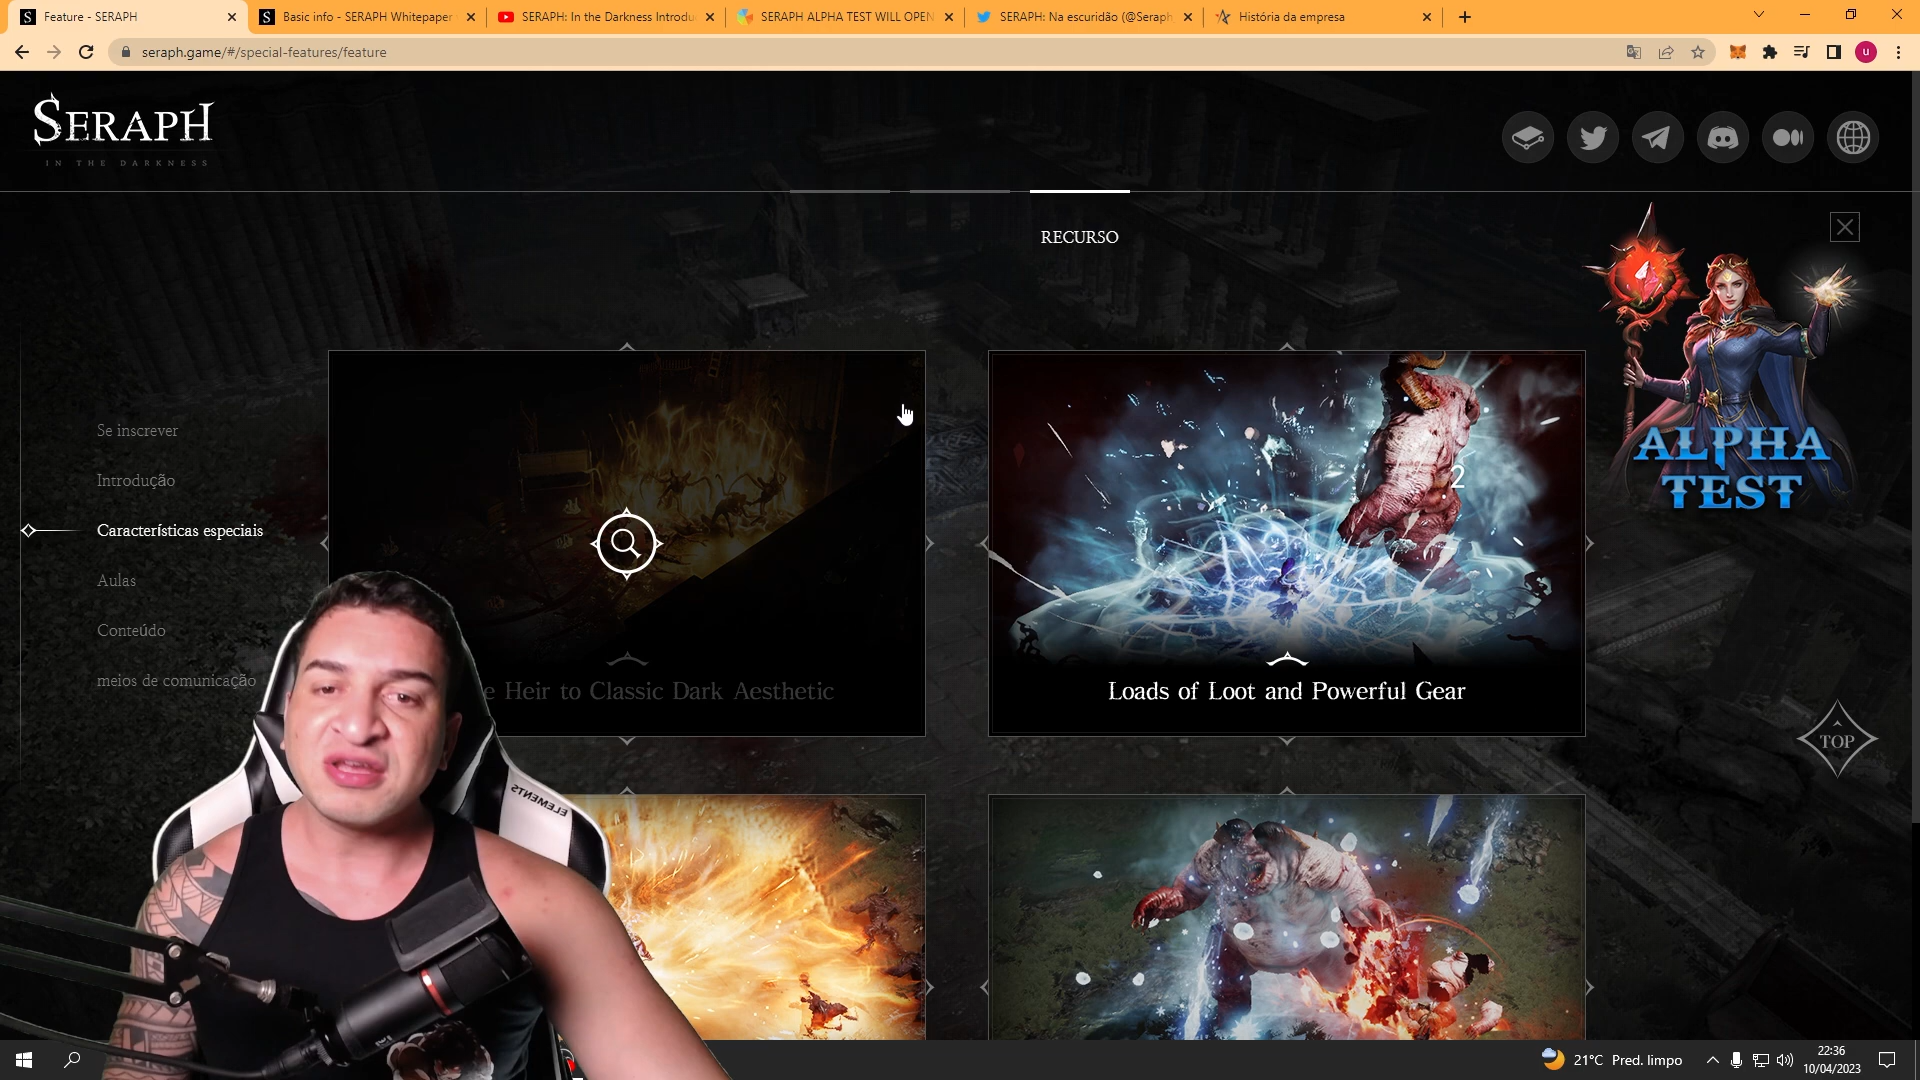 Feature - SERAPH
Basic info - SERAPH Whitepaper
SERAPH: In the Darkness Introdu
SERAPH ALPHA TEST WILL OPEN
SERAPH: Na escuridão (@Seraph
História da empresa
seraph.game/#/special-features/feature
u
SERAPH
IN THE DARKNESS
RECURSO
Se inscrever
Introdução
Características especiais
Aulas
Conteúdo
meios de comunicação
e Heir to Classic Dark Aesthetic
2
Loads of Loot and Powerful Gear
ALPHA
TEST
TOP
ELEMENTS
21°C Pred. limpo
22:36
10/04/2023